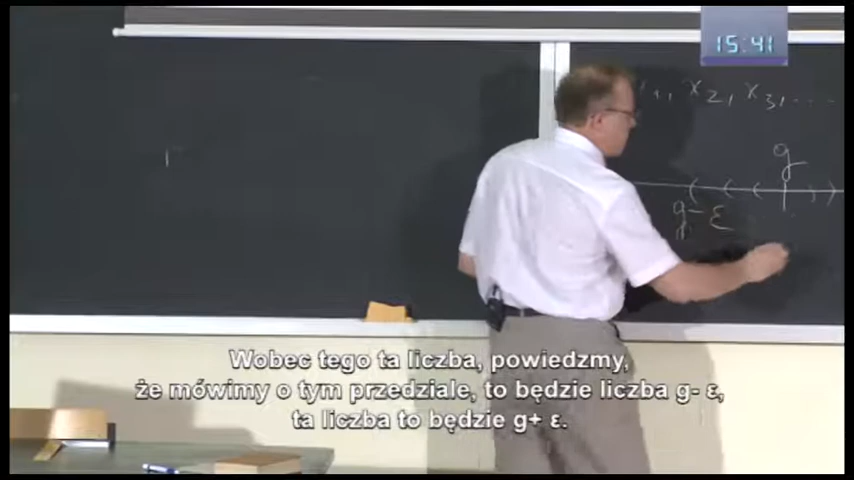 15:41
x₂, x₃, ....
g
g-ε
Wobec tego ta liczba, powiedzmy,
że mówimy o tym przedziale, to będzie liczba g- ε,
ta liczba to będzie g+ ε.